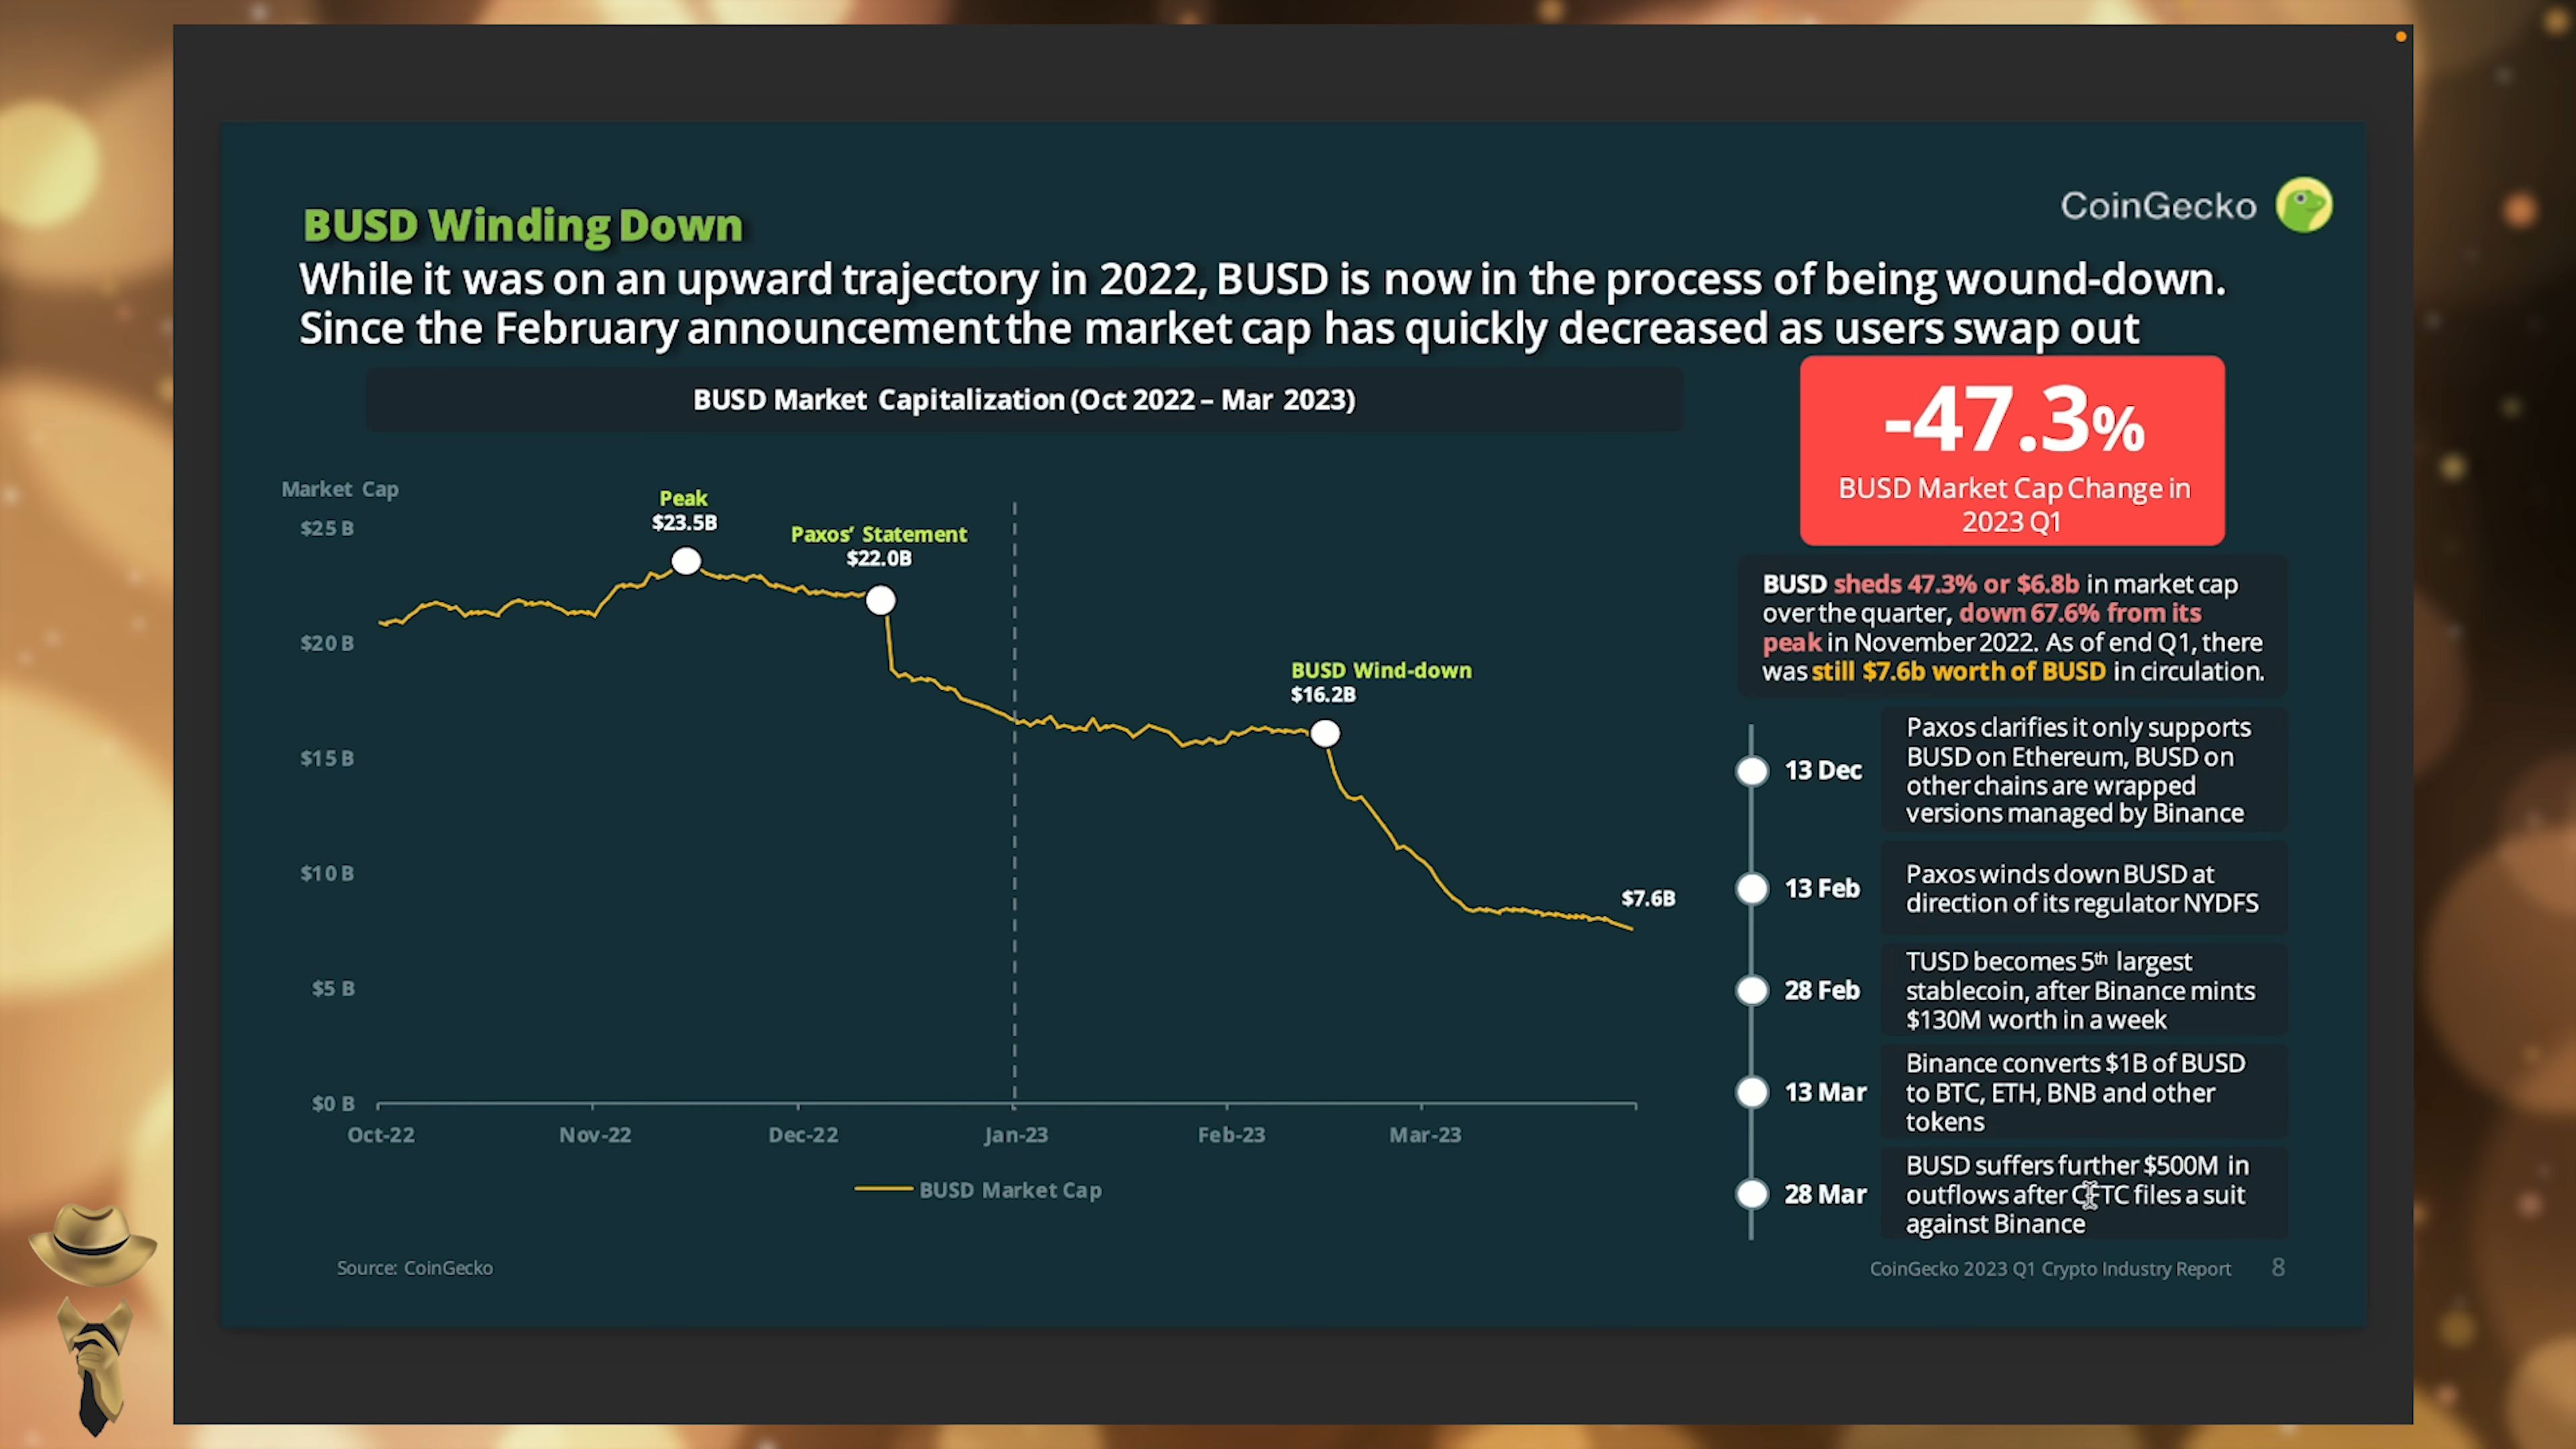 CoinGecko
BUSD Winding Down
While it was on an upward trajectory in 2022, BUSD is now in the process of being wound-down.
Since the February announcement the market cap has quickly decreased as users swap out
BUSD Market Capitalization (Oct 2022 – Mar 2023)
Market Cap
$25 B
$20 B
$15 B
$10 B
$5 B
$0 B
Peak
$23.5B
Paxos’ Statement
$22.0B
BUSD Wind-down
$16.2B
$7.6B
Oct-22
Nov-22
Dec-22
Jan-23
Feb-23
Mar-23
BUSD Market Cap
Source: CoinGecko
-47.3%
BUSD Market Cap Change in
2023 Q1
BUSD sheds 47.3% or $6.8b in market cap
over the quarter, down 67.6% from its
peak in November 2022. As of end Q1, there
was still $7.6b worth of BUSD in circulation.
13 Dec
Paxos clarifies it only supports
BUSD on Ethereum, BUSD on
other chains are wrapped
versions managed by Binance
13 Feb
Paxos winds down BUSD at
direction of its regulator NYDFS
28 Feb
TUSD becomes 5th largest
stablecoin, after Binance mints
$130M worth in a week
13 Mar
Binance converts $1B of BUSD
to BTC, ETH, BNB and other
tokens
28 Mar
BUSD suffers further $500M in
outflows after CFTC files a suit
against Binance
CoinGecko 2023 Q1 Crypto Industry Report
8